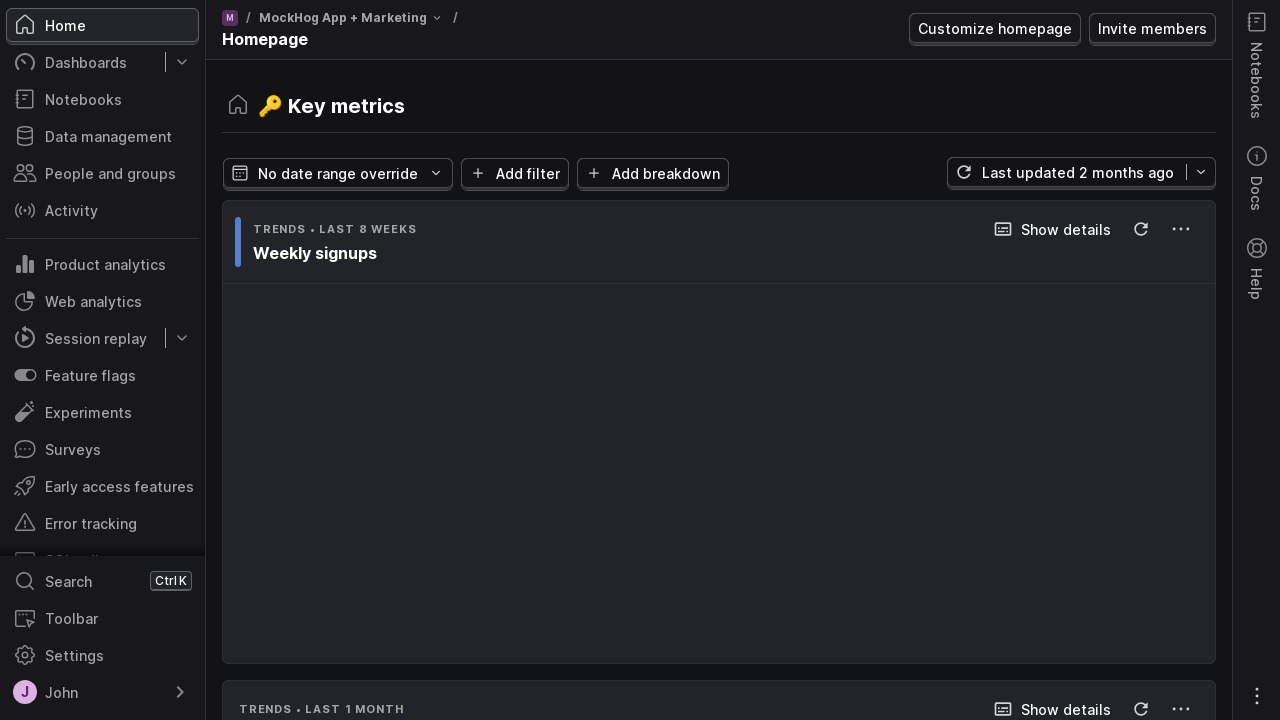 Home
Dashboards
Notebooks
Data management
People and groups
Activity
Product analytics
Web analytics
Session replay
Feature flags
Experiments
Surveys
Early access features
Error tracking
Search Ctrl K
Toolbar
Settings
J John
M / MockHog App + Marketing /
Homepage
Customize homepage
Invite members
🔑 Key metrics
No date range override
Add filter
Add breakdown
Last updated 2 months ago
TRENDS • LAST 8 WEEKS
Show details
Weekly signups
TRENDS • LAST 1 MONTH
Show details
Notebooks
Docs
Help